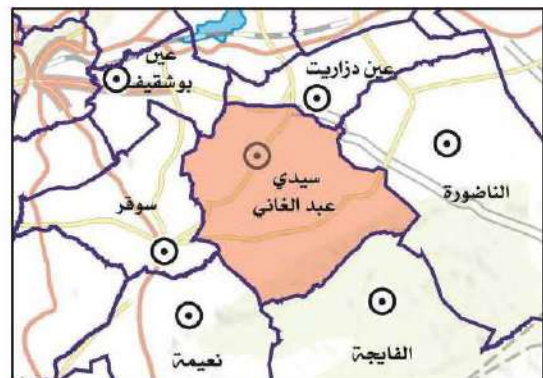 عين
بوشقيف
عين دزاريت
الناضورة
سيدي
عبد الغاني
سوقر
نعيمة
الفايجة